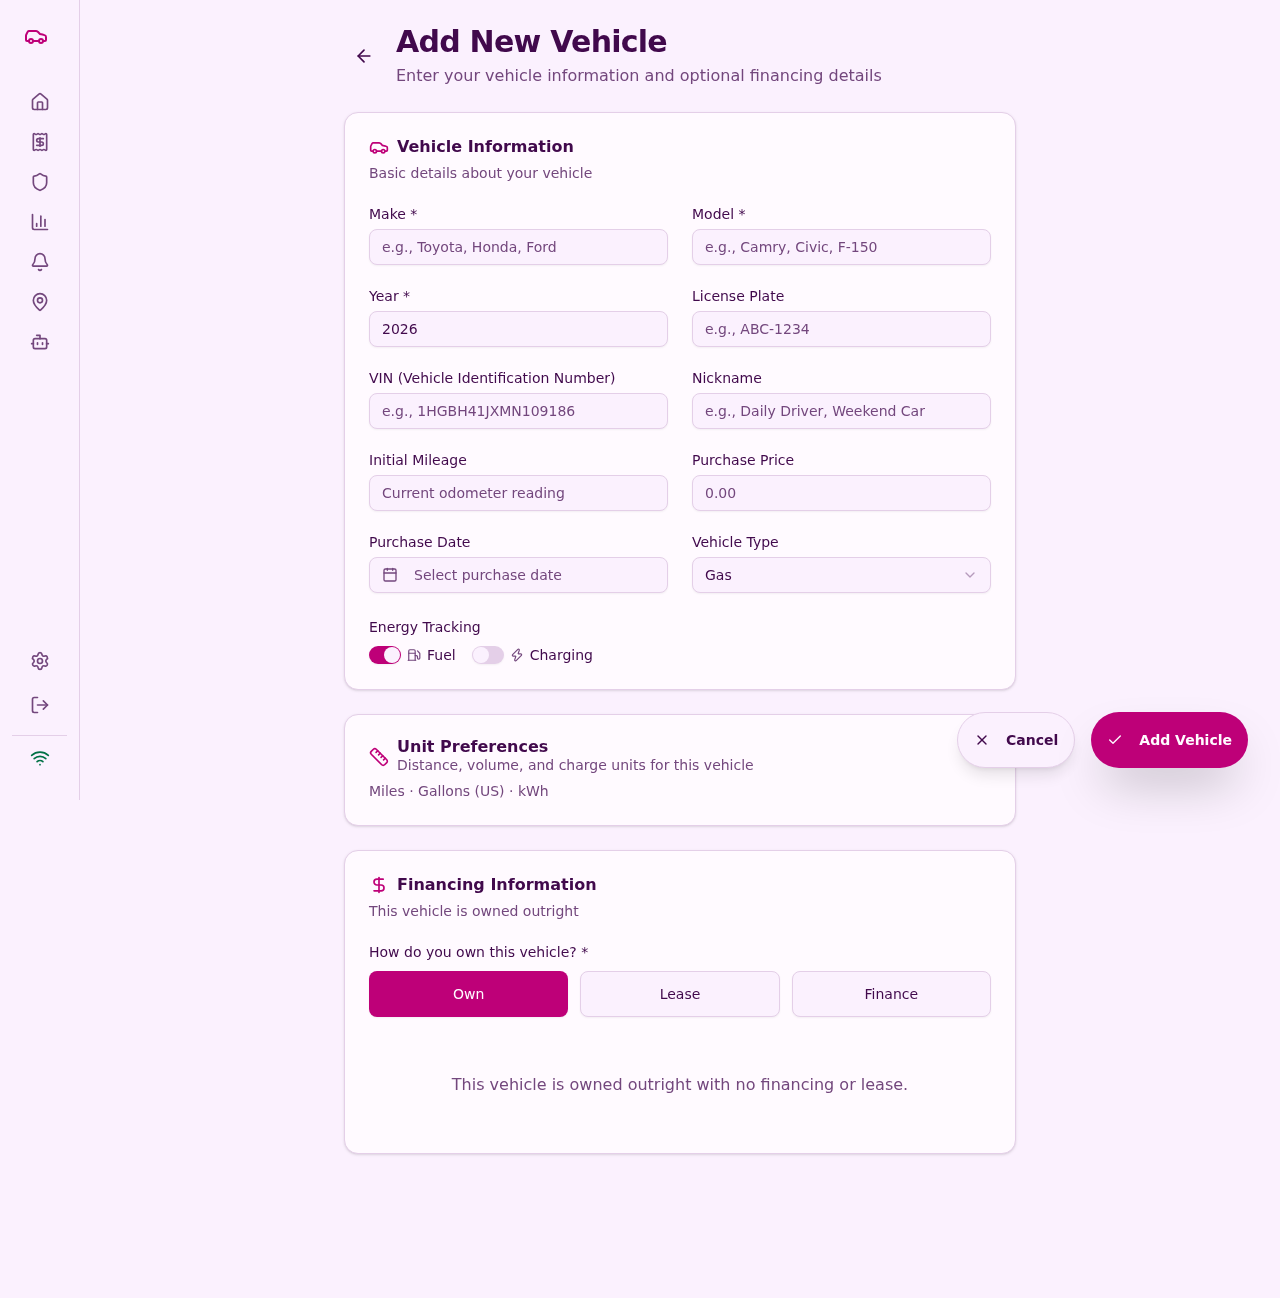 Add New Vehicle
Enter your vehicle information and optional financing details
Vehicle Information
Basic details about your vehicle
Make *
Model *
e.g., Toyota, Honda, Ford
e.g., Camry, Civic, F-150
Year *
License Plate
2026
e.g., ABC-1234
VIN (Vehicle Identification Number)
Nickname
e.g., 1HGBH41JXMN109186
e.g., Daily Driver, Weekend Car
Initial Mileage
Purchase Price
Current odometer reading
0.00
Purchase Date
Vehicle Type
Select purchase date
Gas
Energy Tracking
Fuel
Charging
Unit Preferences
Distance, volume, and charge units for this vehicle
Miles · Gallons (US) · kWh
Cancel
Add Vehicle
Financing Information
This vehicle is owned outright
How do you own this vehicle? *
Own
Lease
Finance
This vehicle is owned outright with no financing or lease.